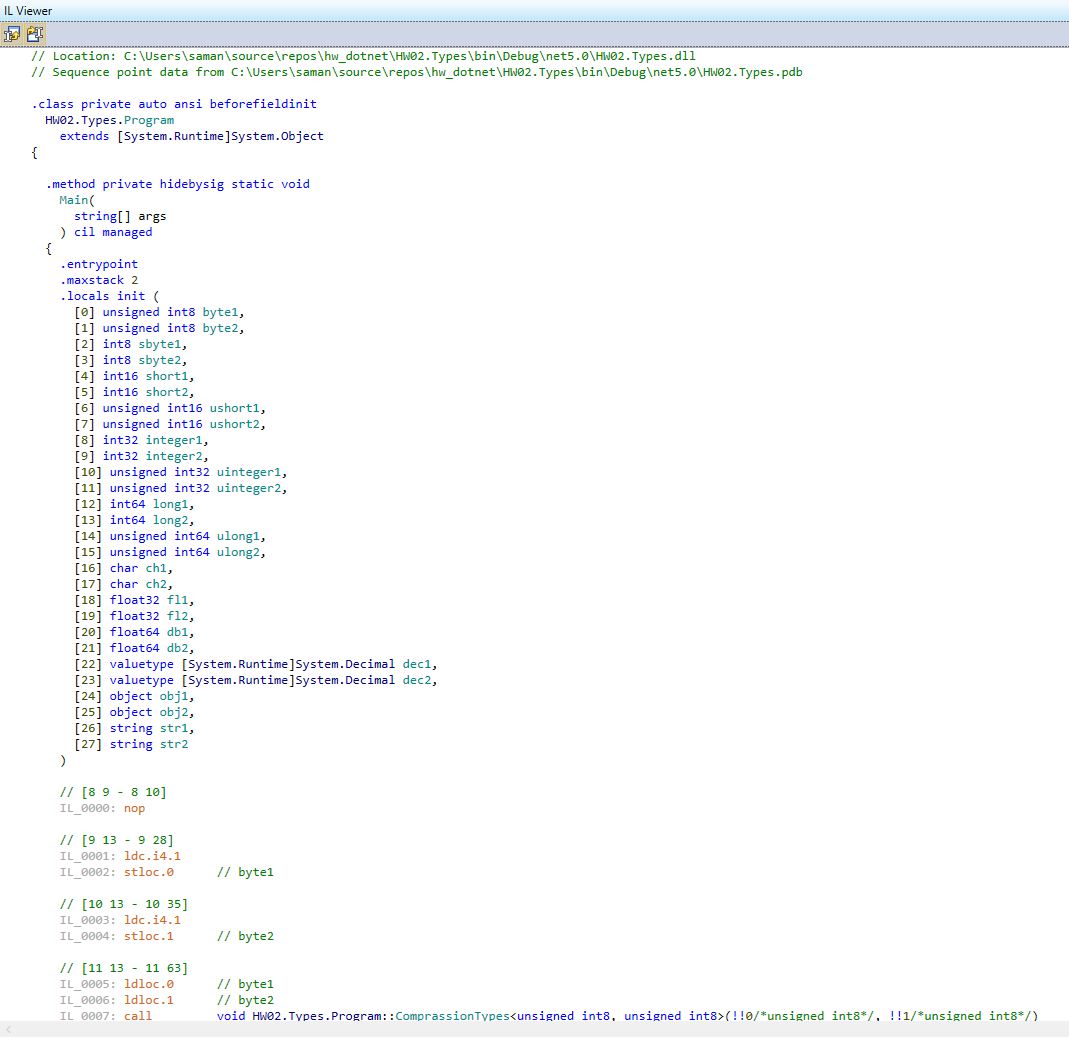 IL Viewer
// Location: C:\Users\saman\source\repos\hw_dotnet\HW02.Types\bin\Debug\net5.0\HW02.Types.dll
// Sequence point data from C:\Users\saman\source\repos\hw_dotnet\HW02.Types\bin\Debug\net5.0\HW02.Types.pdb
.class private auto ansi beforefieldinit
HW02.Types.Program
extends [System.Runtime]System.Object
{
.method private hidebysig static void
Main(
string[] args
) cil managed
{
.entrypoint
.maxstack 2
.locals init (
[0] unsigned int8 byte1,
[1] unsigned int8 byte2,
[2] int8 sbyte1,
[3] int8 sbyte2,
[4] int16 short1,
[5] int16 short2,
[6] unsigned int16 ushort1,
[7] unsigned int16 ushort2,
[8] int32 integer1,
[9] int32 integer2,
[10] unsigned int32 uinteger1,
[11] unsigned int32 uinteger2,
[12] int64 long1,
[13] int64 long2,
[14] unsigned int64 ulong1,
[15] unsigned int64 ulong2,
[16] char ch1,
[17] char ch2,
[18] float32 fl1,
[19] float32 fl2,
[20] float64 db1,
[21] float64 db2,
[22] valuetype [System.Runtime]System.Decimal dec1,
[23] valuetype [System.Runtime]System.Decimal dec2,
[24] object obj1,
[25] object obj2,
[26] string str1,
[27] string str2
)
// [8 9 - 8 10]
IL_0000: nop
// [9 13 - 9 28]
IL_0001: ldc.i4.1
IL_0002: stloc.0 // byte1
// [10 13 - 10 35]
IL_0003: ldc.i4.1
IL_0004: stloc.1 // byte2
// [11 13 - 11 63]
IL_0005: ldloc.0 // byte1
IL_0006: ldloc.1 // byte2
IL_0007: call void HW02.Types.Program::ComprassionTypes<unsigned int8, unsigned int8>(!!0/*unsigned int8*/, !!1/*unsigned int8*/)